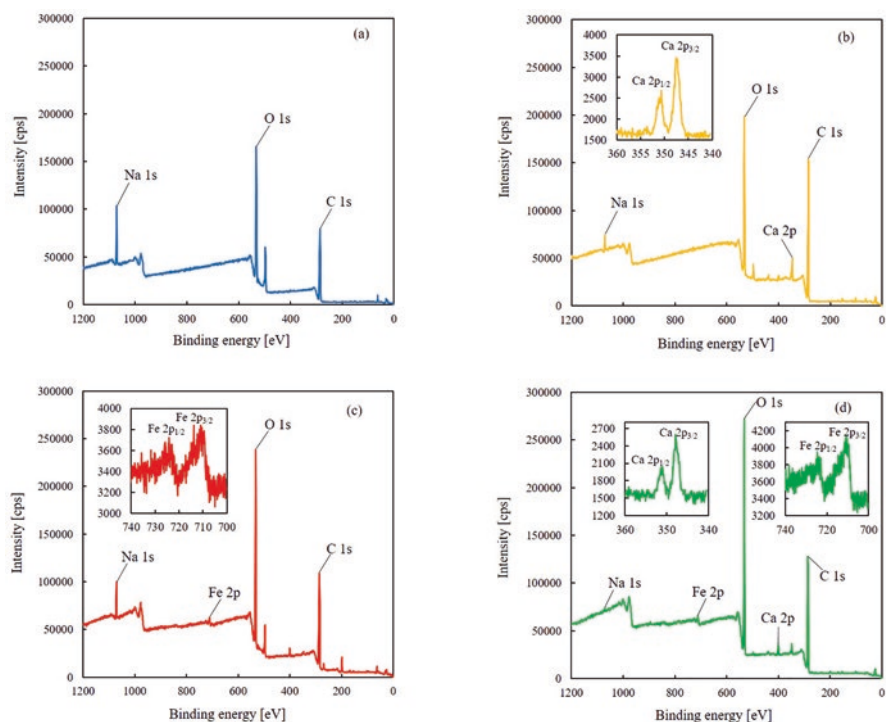 (a)
300000
250000
200000
150000
100000
50000
0
Intensity [cps]
Na 1s
O 1s
C 1s
1200 1000 800 600 400 200 0
Binding energy [eV]
(b)
300000
250000
200000
150000
100000
50000
0
Intensity [cps]
4000
3500
3000
2500
2000
1500
Ca 2p1/2
Ca 2p3/2
360 355 350 345 340
Na 1s
O 1s
Ca 2p
C 1s
1200 1000 800 600 400 200 0
Binding energy [eV]
(c)
300000
250000
200000
150000
100000
50000
0
Intensity [cps]
4000
3800
3600
3400
3200
3000
Fe 2p1/2
Fe 2p3/2
740 730 720 710 700
Na 1s
Fe 2p
O 1s
C 1s
1200 1000 800 600 400 200 0
Binding energy [eV]
(d)
300000
250000
200000
150000
100000
50000
0
Intensity [cps]
2700
2400
2100
1800
1500
1200
Ca 2p1/2
Ca 2p3/2
360 350 340
4200
4000
3800
3600
3400
3200
Fe 2p1/2
Fe 2p3/2
740 720 700
Na 1s
Fe 2p
O 1s
Ca 2p
C 1s
1200 1000 800 600 400 200 0
Binding energy [eV]